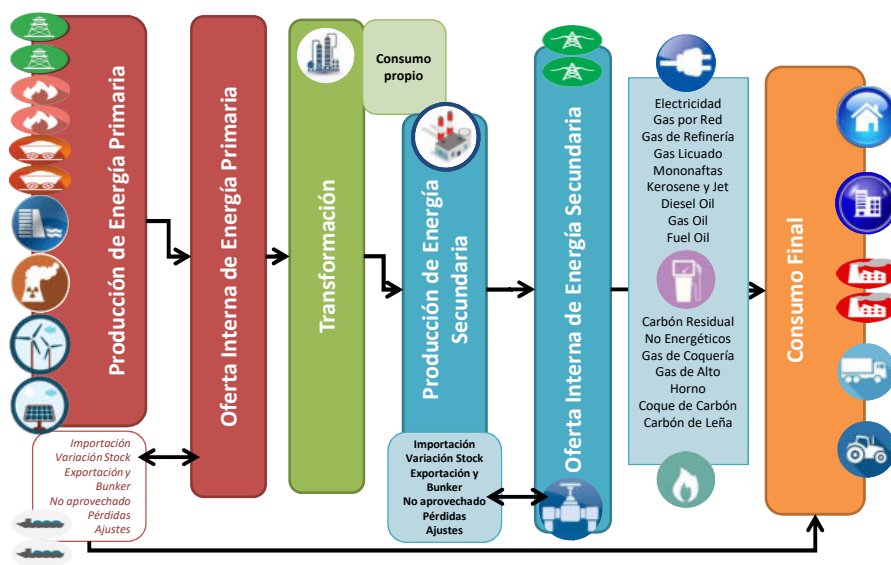 Producción de Energía Primaria
Importación
Variación Stock
Exportación y
Bunker
No aprovechado
Pérdidas
Ajustes
Oferta Interna de Energía Primaria
Transformación
Consumo
propio
Producción de Energía
Secundaria
Importación
Variación Stock
Exportación y
Bunker
No aprovechado
Pérdidas
Ajustes
Oferta Interna de Energía Secundaria
Electricidad
Gas por Red
Gas de Refinería
Gas Licuado
Mononaftas
Kerosene y Jet
Diesel Oil
Gas Oil
Fuel Oil
Carbón Residual
No Energéticos
Gas de Coquería
Gas de Alto
Horno
Coque de Carbón
Carbón de Leña
Consumo Final